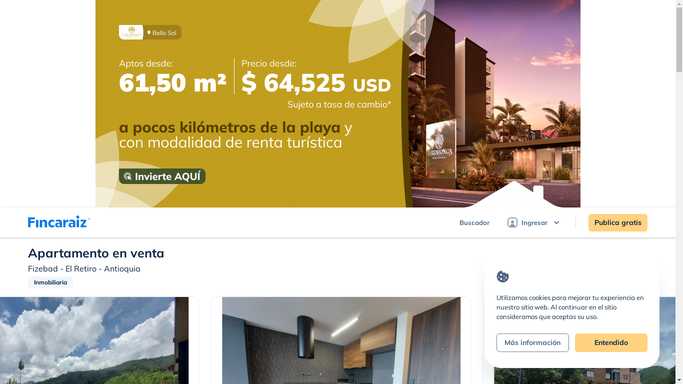 Bello Sol
Aptos desde:
61,50 m²
Precio desde:
$ 64,525 USD
Sujeto a tasa de cambio*
a pocos kilómetros de la playa y
con modalidad de renta turística
Invierte AQUÍ
Fincaraiz
Buscador
Ingresar
Publica gratis
Apartamento en venta
Fizebad - El Retiro - Antioquia
Inmobiliaria
Utilizamos cookies para mejorar tu experiencia en
nuestro sitio web. Al continuar en el sitio
consideramos que aceptas su uso.
Más información
Entendido